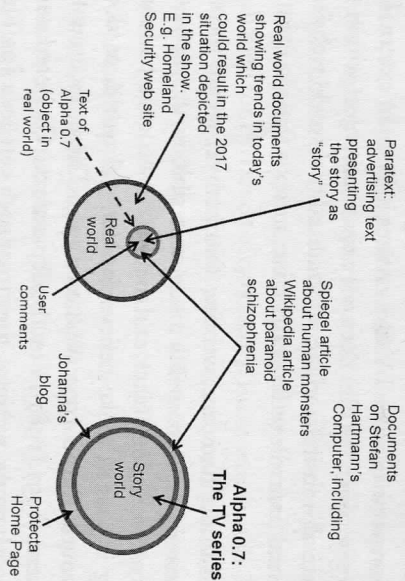 Paratext:
advertising text
presenting
the story as
"story"
Real world documents
showing trends in today's
world which
could result in the 2017
situation depicted
in the show.
E.g. Homeland
Security web site
Text of
Alpha 0.7
(object in
real world)
Real
world
User
comments
Documents
on Stefan
Hartmann's
Computer, including
Spiegel article
about human monsters
Wikipedia article
about paranoid
schizophrenia
Alpha 0.7:
The TV series
Story
world
Johanna's
blog
Protecta
Home Page